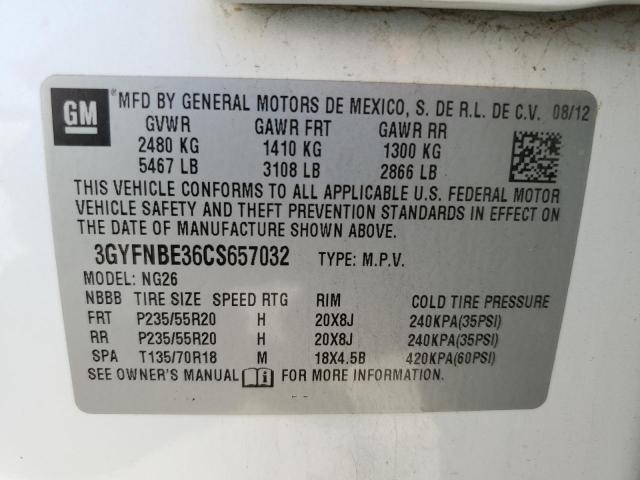 GM
®MFD BY GENERAL MOTORS DE MEXICO, S. DE R.L. DE C.V. 08/12
GVWR GAWR FRT GAWR RR
2480 KG 1410 KG 1300 KG
5467 LB 3108 LB 2866 LB
THIS VEHICLE CONFORMS TO ALL APPLICABLE U.S. FEDERAL MOTOR
VEHICLE SAFETY AND THEFT PREVENTION STANDARDS IN EFFECT ON
THE DATE OF MANUFACTURE SHOWN ABOVE.
3GYFNBE36CS657032 TYPE: M.P.V.
MODEL: NG26
NBBB TIRE SIZE SPEED RTG RIM COLD TIRE PRESSURE
FRT P235/55R20 H 20X8J 240KPA(35PSI)
RR P235/55R20 H 20X8J 240KPA(35PSI)
SPA T135/70R18 M 18X4.5B 420KPA(60PSI)
SEE OWNER'S MANUAL FOR MORE INFORMATION.